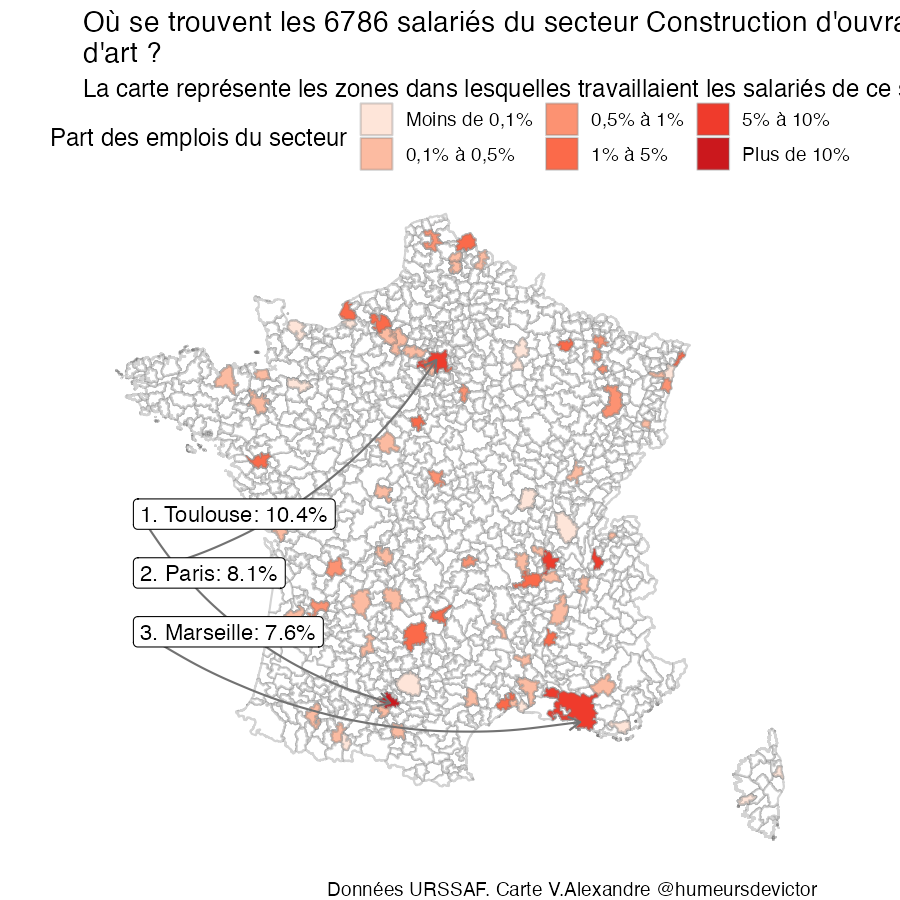 Où se trouvent les 6786 salariés du secteur Construction d'ouvra
d'art ?
La carte représente les zones dans lesquelles travaillaient les salariés de ce s
Part des emplois du secteur
Moins de 0,1%
0,5% à 1%
5% à 10%
0,1% à 0,5%
1% à 5%
Plus de 10%
1. Toulouse: 10.4%
2. Paris: 8.1%
3. Marseille: 7.6%
Données URSSAF. Carte V.Alexandre @humeursdevictor